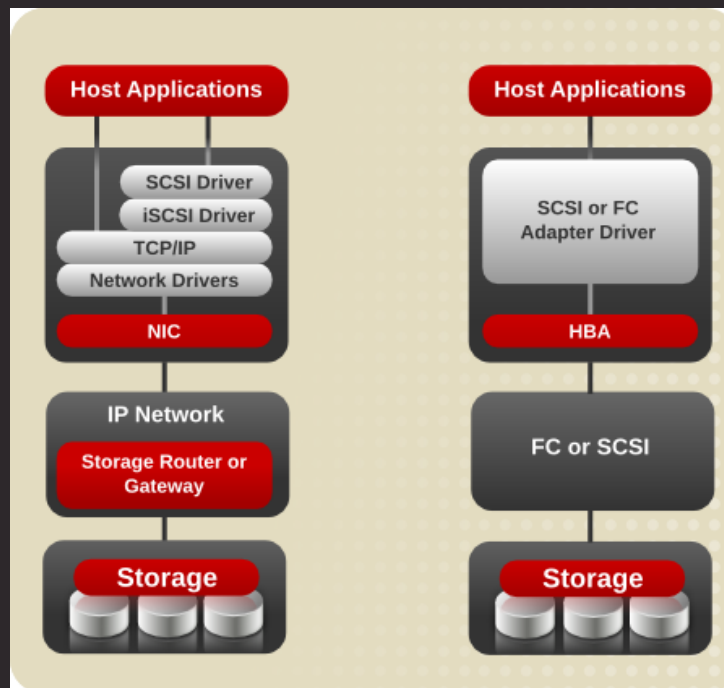 Host Applications
SCSI Driver
iSCSI Driver
TCP/IP
Network Drivers
NIC
IP Network
Storage Router or
Gateway
Storage
Host Applications
SCSI or FC
Adapter Driver
HBA
FC or SCSI
Storage